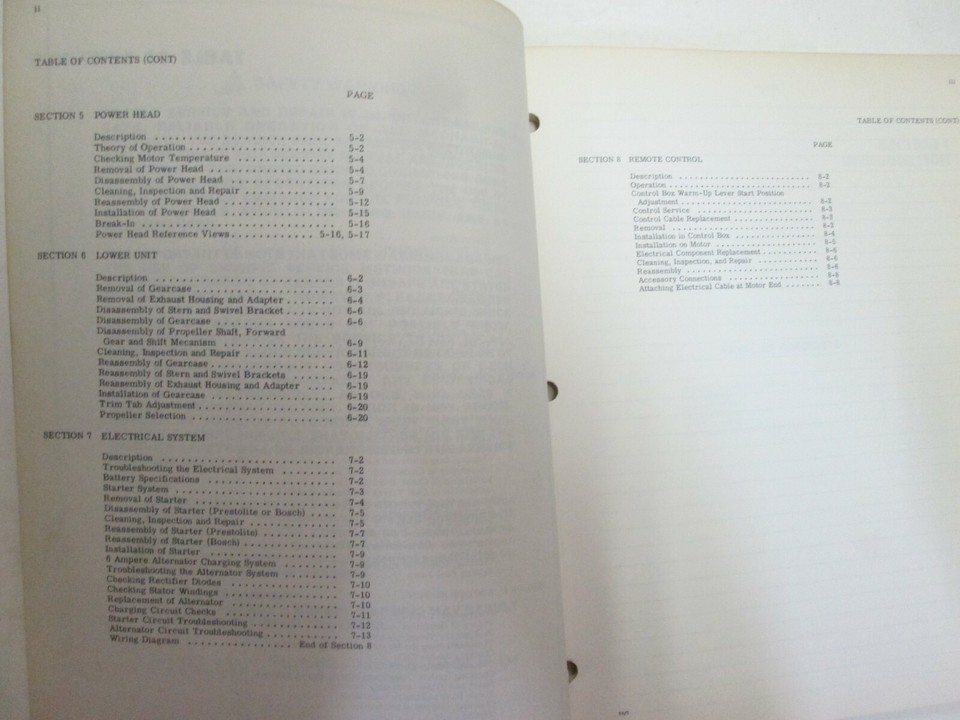 ii
TABLE OF CONTENTS (CONT)
PAGE
SECTION 5 POWER HEAD
Description 5-2
Theory of Operation 5-2
Checking Motor Temperature 5-4
Removal of Power Head 5-4
Disassembly of Power Head 5-7
Cleaning, Inspection and Repair 5-9
Reassembly of Power Head 5-12
Installation of Power Head 5-15
Break-In 5-16
Power Head Reference Views 5-16, 5-17
SECTION 6 LOWER UNIT
Description 6-2
Removal of Gearcase 6-3
Removal of Exhaust Housing and Adapter 6-4
Disassembly of Stern and Swivel Bracket 6-6
Disassembly of Gearcase 6-6
Disassembly of Propeller Shaft, Forward
Gear and Shift Mecanism 6-9
Cleaning, Inspection and Repair 6-11
Reassembly of Gearcase 6-12
Reassembly of Stern and Swivel Brackets 6-19
Reassembly of Exhaust Housing and Adapter 6-19
Installation of Gearcase 6-19
Trim Tab Adjustment 6-20
Propeller Selection 6-20
SECTION 7 ELECTRICAL SYSTEM
Description 7-2
Troubleshooting the Electrical System 7-2
Battery Specifications 7-2
Starter System 7-3
Removal of Starter 7-4
Disassembly of Starter (Prestolite or Bosch) 7-5
Cleaning, Inspection and Repair 7-5
Reassembly of Starter (Prestolite) 7-7
Reassembly of Starter (Bosch) 7-7
Installation of Starter 7-9
6 Ampere Alternator Charging System 7-9
Troubleshooting the Alternator System 7-9
Checking Rectifier Diodes 7-10
Checking Stator Windings 7-10
Replacement of Alternator 7-10
Charging Circuit Checks 7-11
Starter Circuit Troubleshooting 7-12
Alternator Circuit Troubleshooting 7-13
Wiring Diagram End of Section 8
TABLE OF CONTENTS (CONT)
PAGE
SECTION 8 REMOTE CONTROL
Description 8-2
Operation 8-2
Control Box Warm-Up Lever Start Position
Adjustment 8-2
Control Service 8-3
Control Cable Replacement 8-3
Removal 8-3
Installation in Control Box 8-4
Installation on Motor 8-5
Electrical Component Replacement 8-6
Cleaning, Inspection, and Repair 8-6
Reassembly 8-6
Accessory Connections 8-8
Attaching Electrical Cable at Motor End 8-8